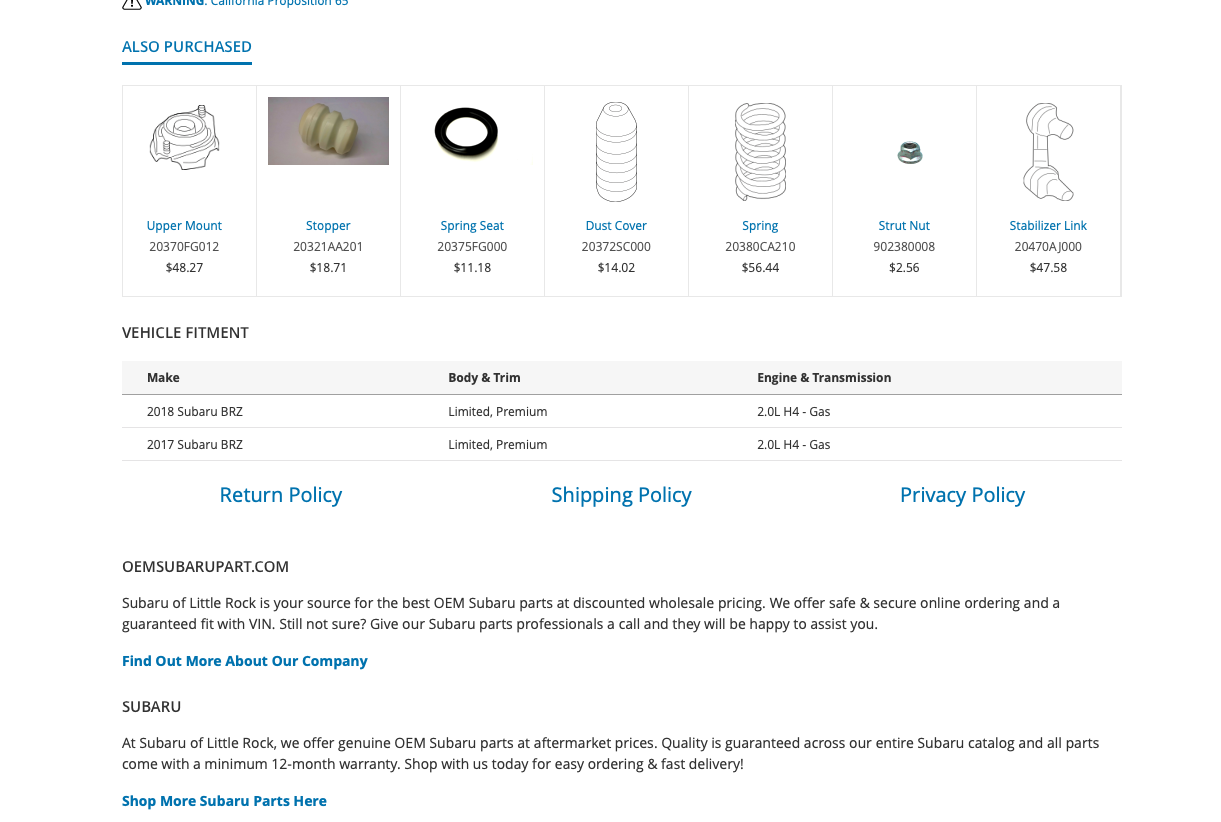 WARNING: California Proposition 65
ALSO PURCHASED
Upper Mount
20370FG012
$48.27
Stopper
20321AA201
$18.71
Spring Seat
20375FG000
$11.18
Dust Cover
20372SC000
$14.02
Spring
20380CA210
$56.44
Strut Nut
902380008
$2.56
Stabilizer Link
20470AJ000
$47.58
VEHICLE FITMENT
Make Body & Trim Engine & Transmission
2018 Subaru BRZ Limited, Premium 2.0L H4 - Gas
2017 Subaru BRZ Limited, Premium 2.0L H4 - Gas
Return Policy Shipping Policy Privacy Policy
OEMSUBARUPART.COM
Subaru of Little Rock is your source for the best OEM Subaru parts at discounted wholesale pricing. We offer safe & secure online ordering and a
guaranteed fit with VIN. Still not sure? Give our Subaru parts professionals a call and they will be happy to assist you.
Find Out More About Our Company
SUBARU
At Subaru of Little Rock, we offer genuine OEM Subaru parts at aftermarket prices. Quality is guaranteed across our entire Subaru catalog and all parts
come with a minimum 12-month warranty. Shop with us today for easy ordering & fast delivery!
Shop More Subaru Parts Here